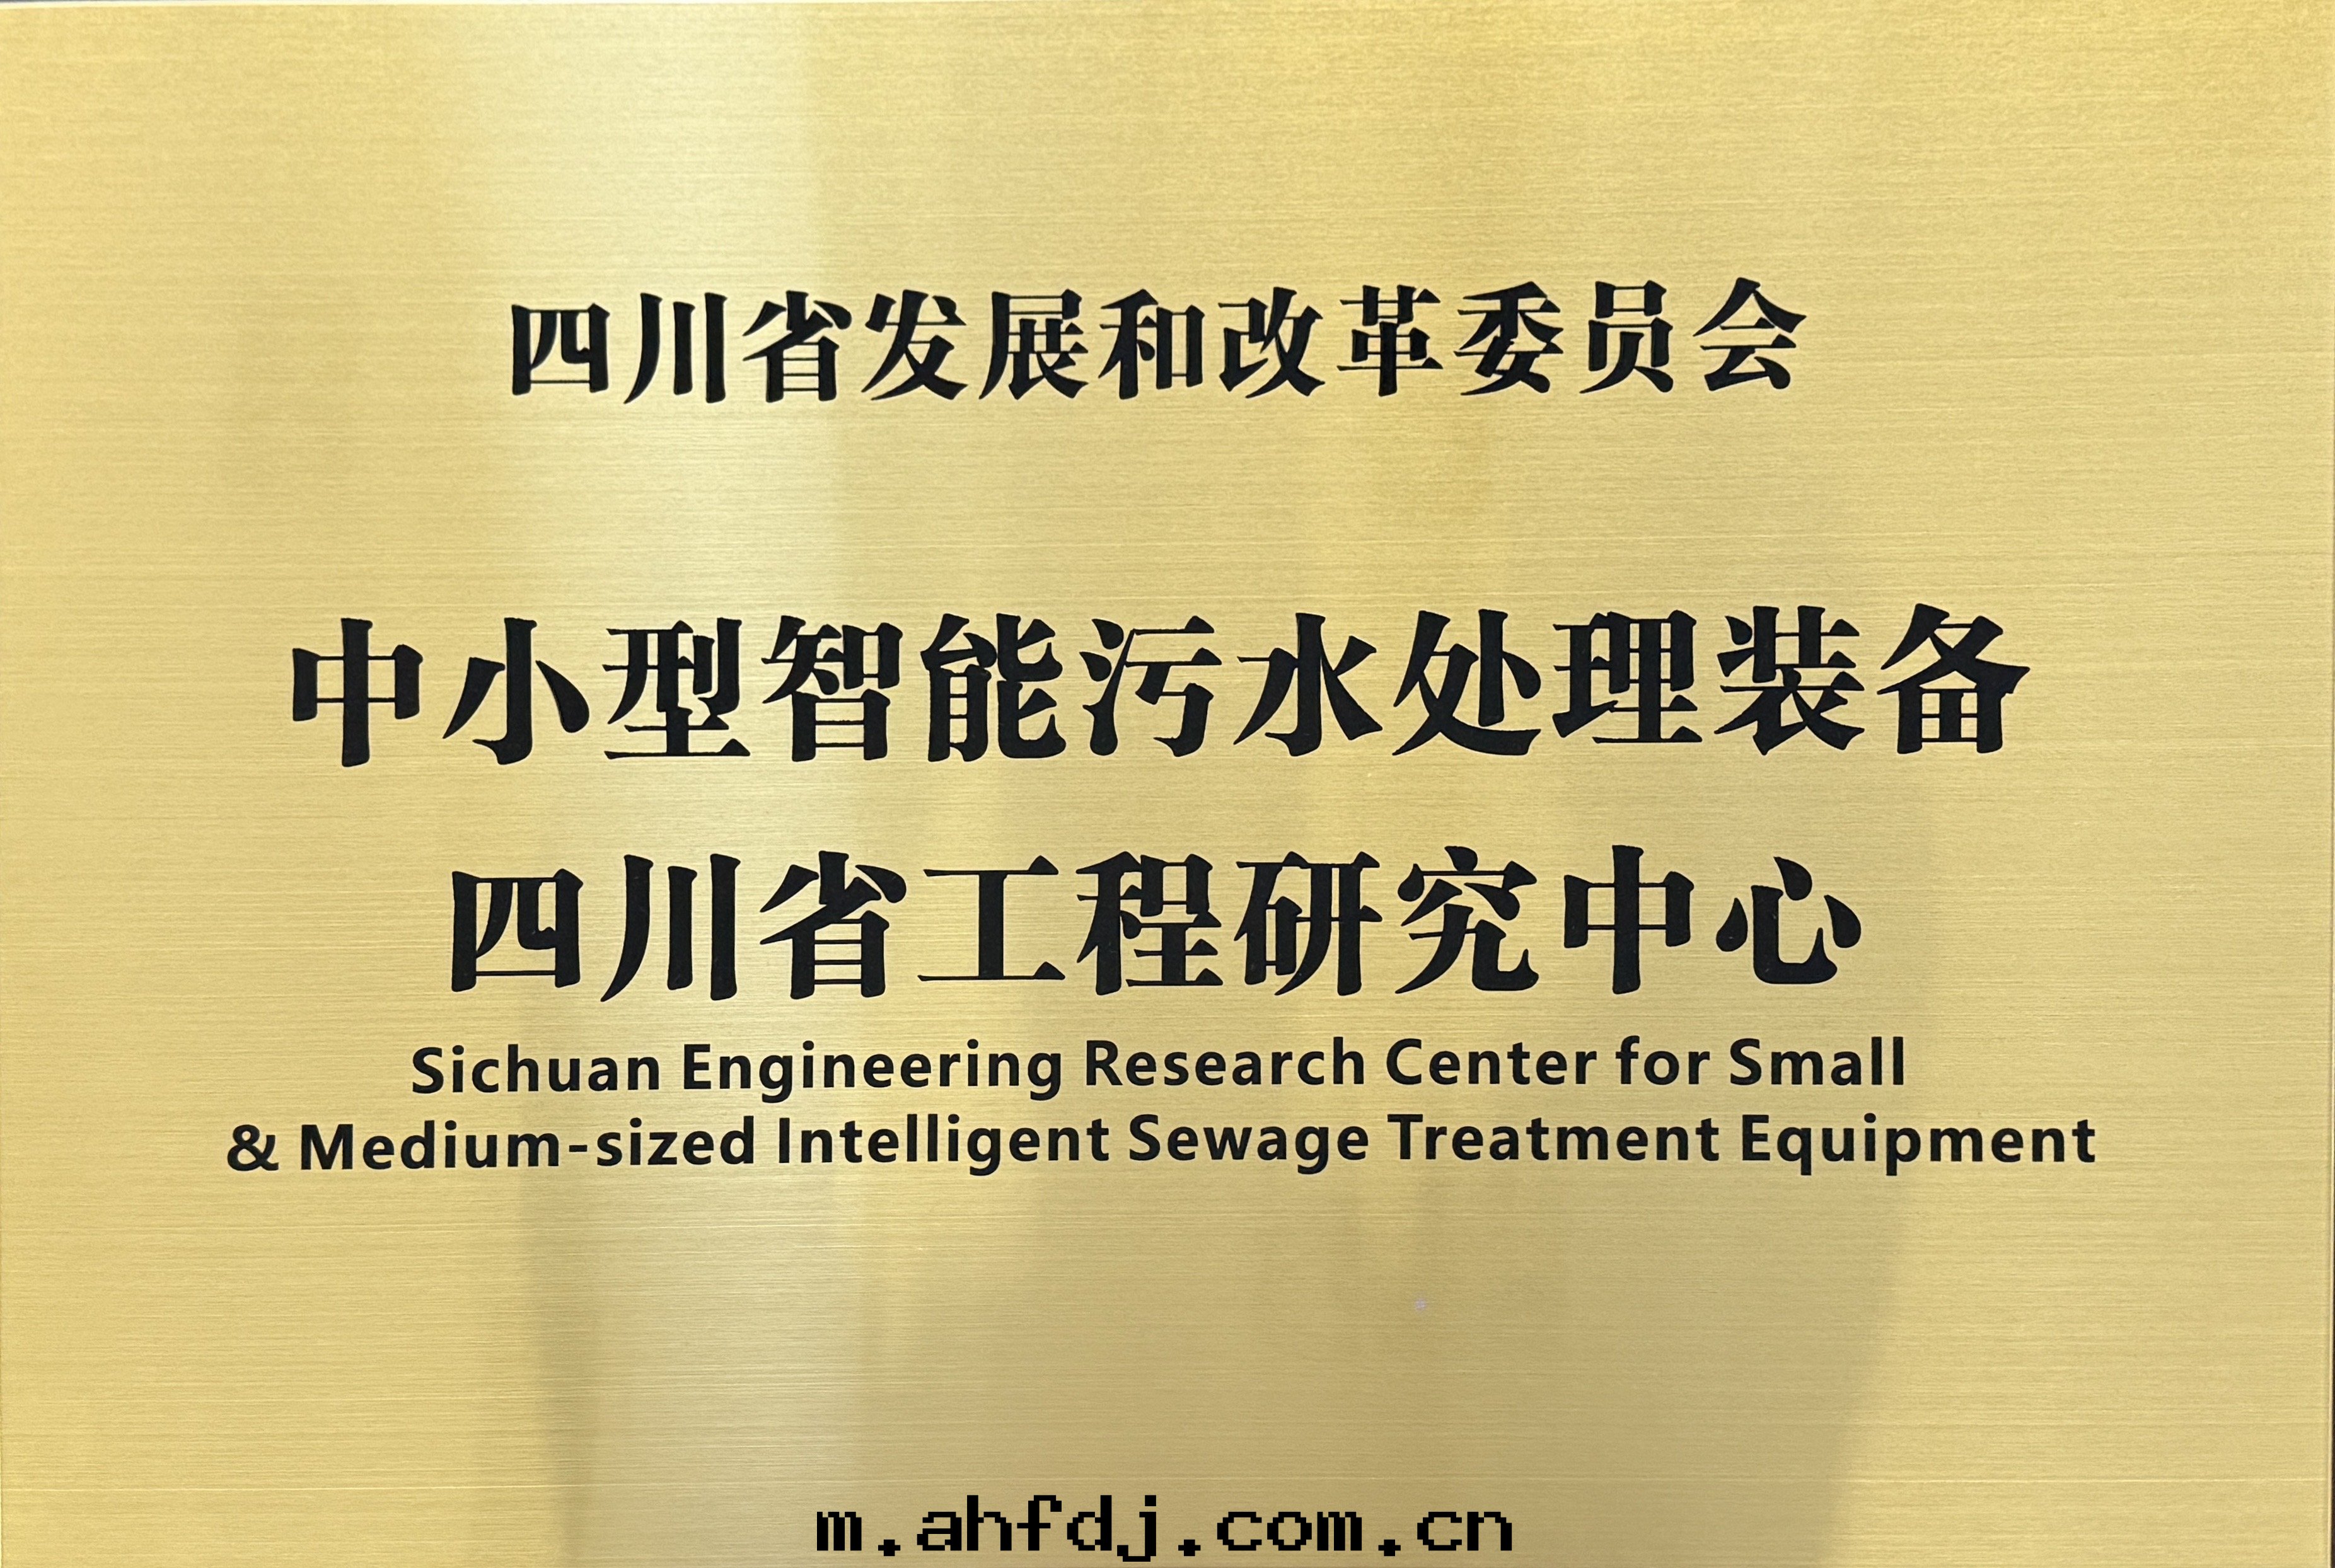 四川省发展和改革委员会
中小型智能污水处理装备
四川省工程研究中心
Sichuan Engineering Research Center for Small
& Medium-sized Intelligent Sewage Treatment Equipment
m.ahfdj.com.cn